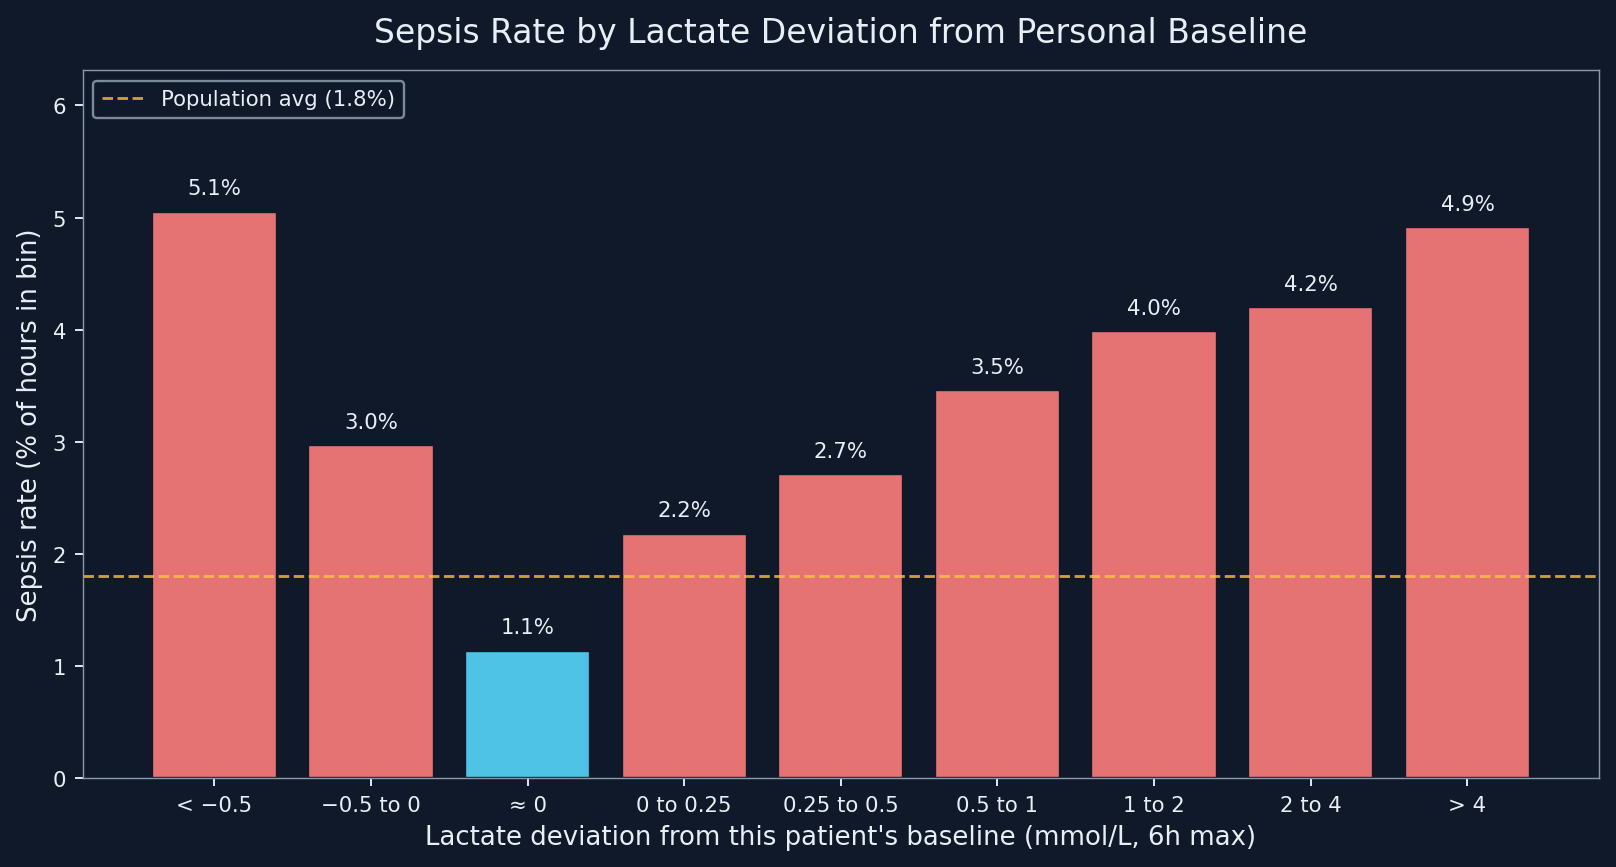 Sepsis Rate by Lactate Deviation from Personal Baseline
Population avg (1.8%)
Sepsis rate (% of hours in bin)
6
5
4
3
2
1
0
5.1%
3.0%
1.1%
2.2%
2.7%
3.5%
4.0%
4.2%
4.9%
< −0.5
−0.5 to 0
≈ 0
0 to 0.25
0.25 to 0.5
0.5 to 1
1 to 2
2 to 4
> 4
Lactate deviation from this patient's baseline (mmol/L, 6h max)